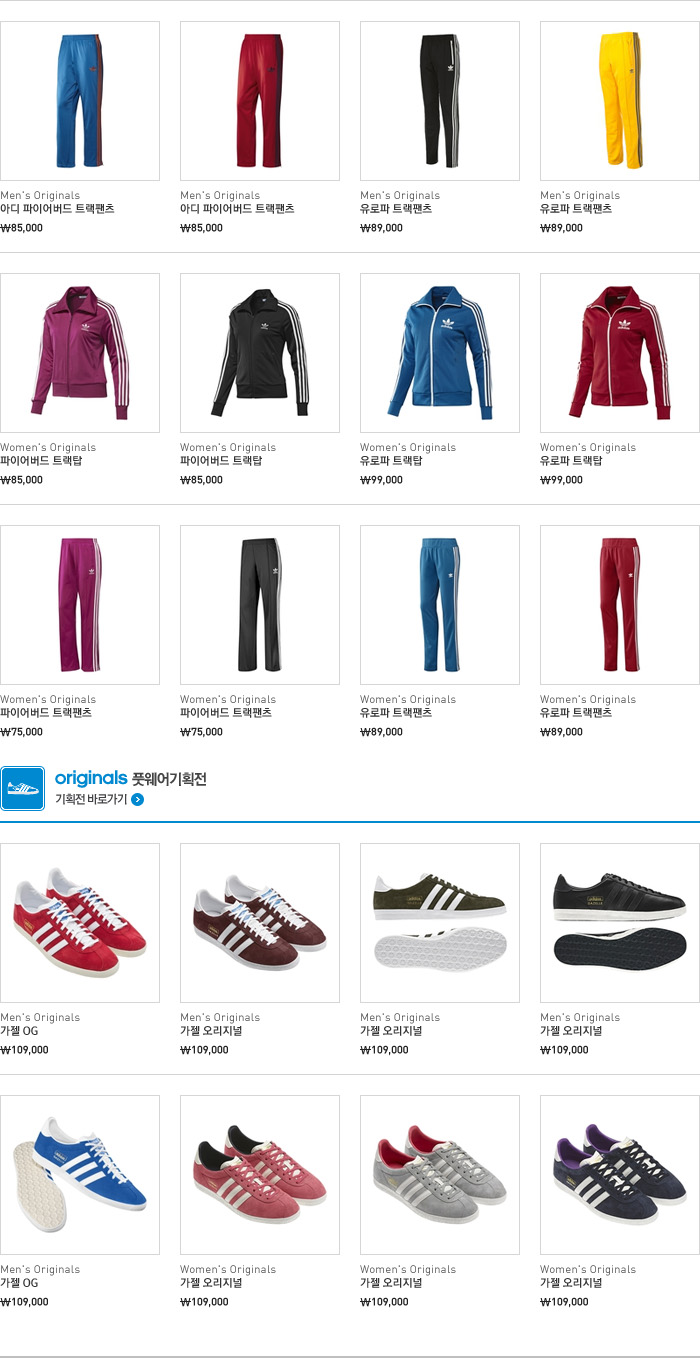 Men's Originals
아디 파이어버드 트랙팬츠
₩85,000
Men's Originals
아디 파이어버드 트랙팬츠
₩85,000
Men's Originals
유로파 트랙팬츠
₩89,000
Men's Originals
유로파 트랙팬츠
₩89,000
Women's Originals
파이어버드 트랙탑
₩85,000
Women's Originals
파이어버드 트랙탑
₩85,000
Women's Originals
유로파 트랙탑
₩99,000
Women's Originals
유로파 트랙탑
₩99,000
Women's Originals
파이어버드 트랙팬츠
₩75,000
Women's Originals
파이어버드 트랙팬츠
₩75,000
Women's Originals
유로파 트랙팬츠
₩89,000
Women's Originals
유로파 트랙팬츠
₩89,000
originals 풋웨어기획전
기획전 바로가기
Men's Originals
가젤 OG
₩109,000
Men's Originals
가젤 오리지널
₩109,000
Men's Originals
가젤 오리지널
₩109,000
Men's Originals
가젤 오리지널
₩109,000
Men's Originals
가젤 OG
₩109,000
Women's Originals
가젤 오리지널
₩109,000
Women's Originals
가젤 오리지널
₩109,000
Women's Originals
가젤 오리지널
₩109,000